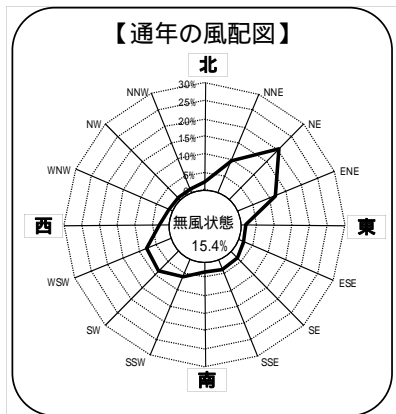 【通年の風配図】
北
30%
25%
20%
15%
10%
5%
0%
NNW
NNE
NW
NE
WNW
ENE
西
無風状態
15.4%
東
WSW
ESE
SW
SE
SSW
SSE
南